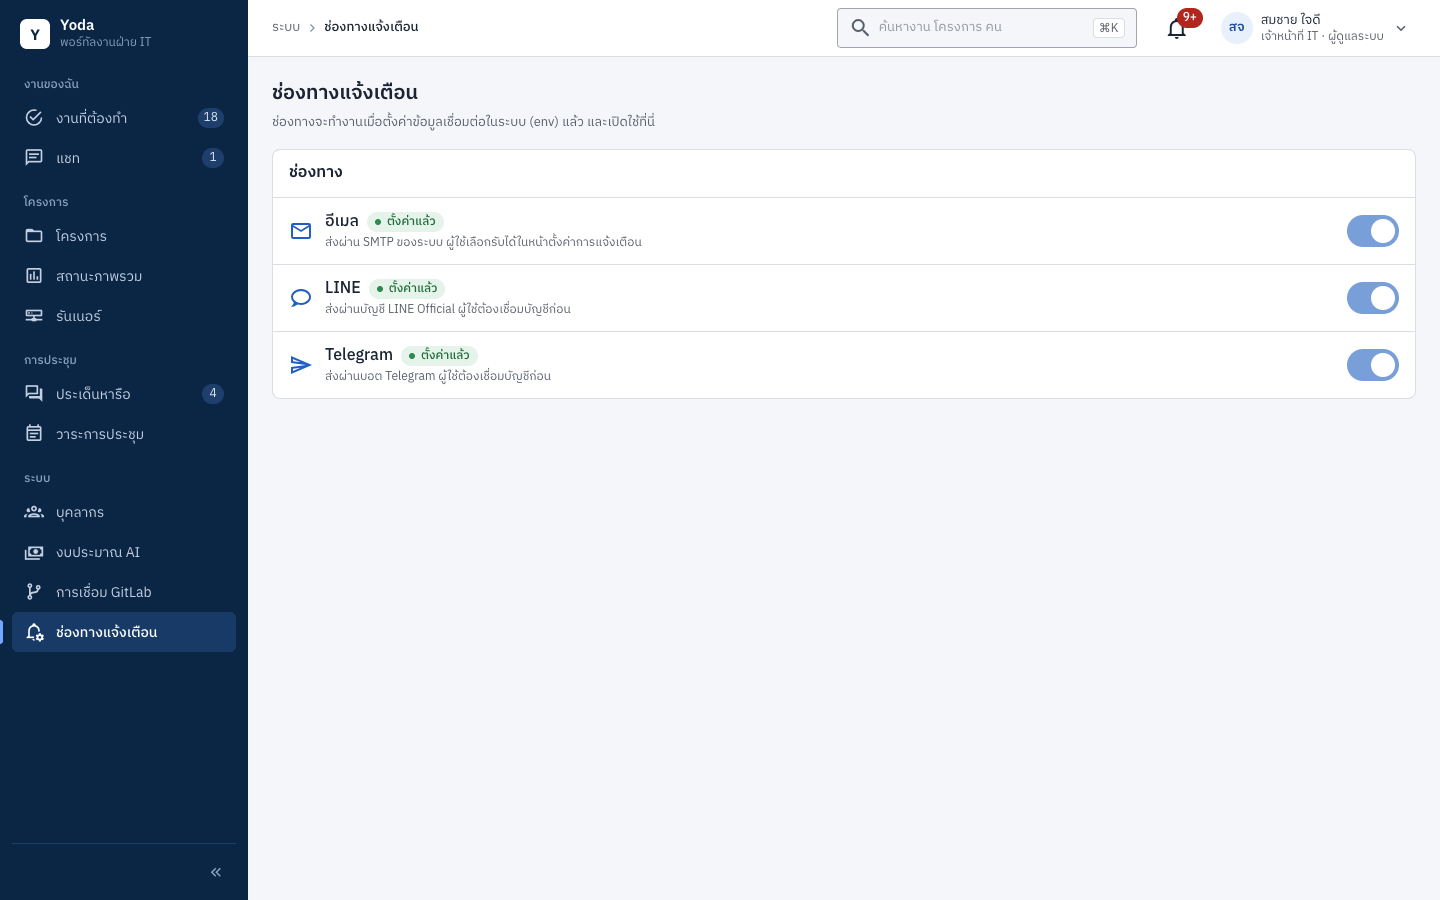 Y
Yoda
พอร์ทัลงานฝ่าย IT
งานของฉัน
งานที่ต้องทำ 18
แชท 1
โครงการ
โครงการ
สถานะภาพรวม
รันเนอร์
การประชุม
ประเด็นหารือ 4
วาระการประชุม
ระบบ
บุคลากร
งบประมาณ AI
การเชื่อม GitLab
ช่องทางแจ้งเตือน
ระบบ › ช่องทางแจ้งเตือน
ค้นหางาน โครงการ คน ⌘K
9+
สจ
สมชาย ใจดี
เจ้าหน้าที่ IT · ผู้ดูแลระบบ
ช่องทางแจ้งเตือน
ช่องทางจะทำงานเมื่อตั้งค่าข้อมูลเชื่อมต่อในระบบ (env) แล้ว และเปิดใช้ที่นี่
ช่องทาง
อีเมล ตั้งค่าแล้ว
ส่งผ่าน SMTP ของระบบ ผู้ใช้เลือกรับได้ในหน้าตั้งค่าการแจ้งเตือน
LINE ตั้งค่าแล้ว
ส่งผ่านบัญชี LINE Official ผู้ใช้ต้องเชื่อมบัญชีก่อน
Telegram ตั้งค่าแล้ว
ส่งผ่านบอต Telegram ผู้ใช้ต้องเชื่อมบัญชีก่อน